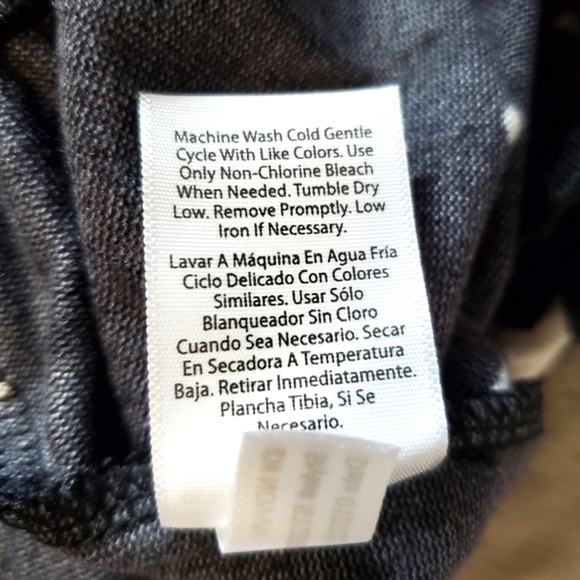 Machine Wash Cold Gentle
Cycle With Like Colors. Use
Only Non-Chlorine Bleach
When Needed. Tumble Dry
Low. Remove Promptly. Low
Iron If Necessary.
Lavar A Máquina En Agua Fría
Ciclo Delicado Con Colores
Similares. Usar Sólo
Blanqueador Sin Cloro
Cuando Sea Necesario. Secar
En Secadora A Temperatura
Baja. Retirar Inmediatamente.
Plancha Tibia, Si Se
Necesario.